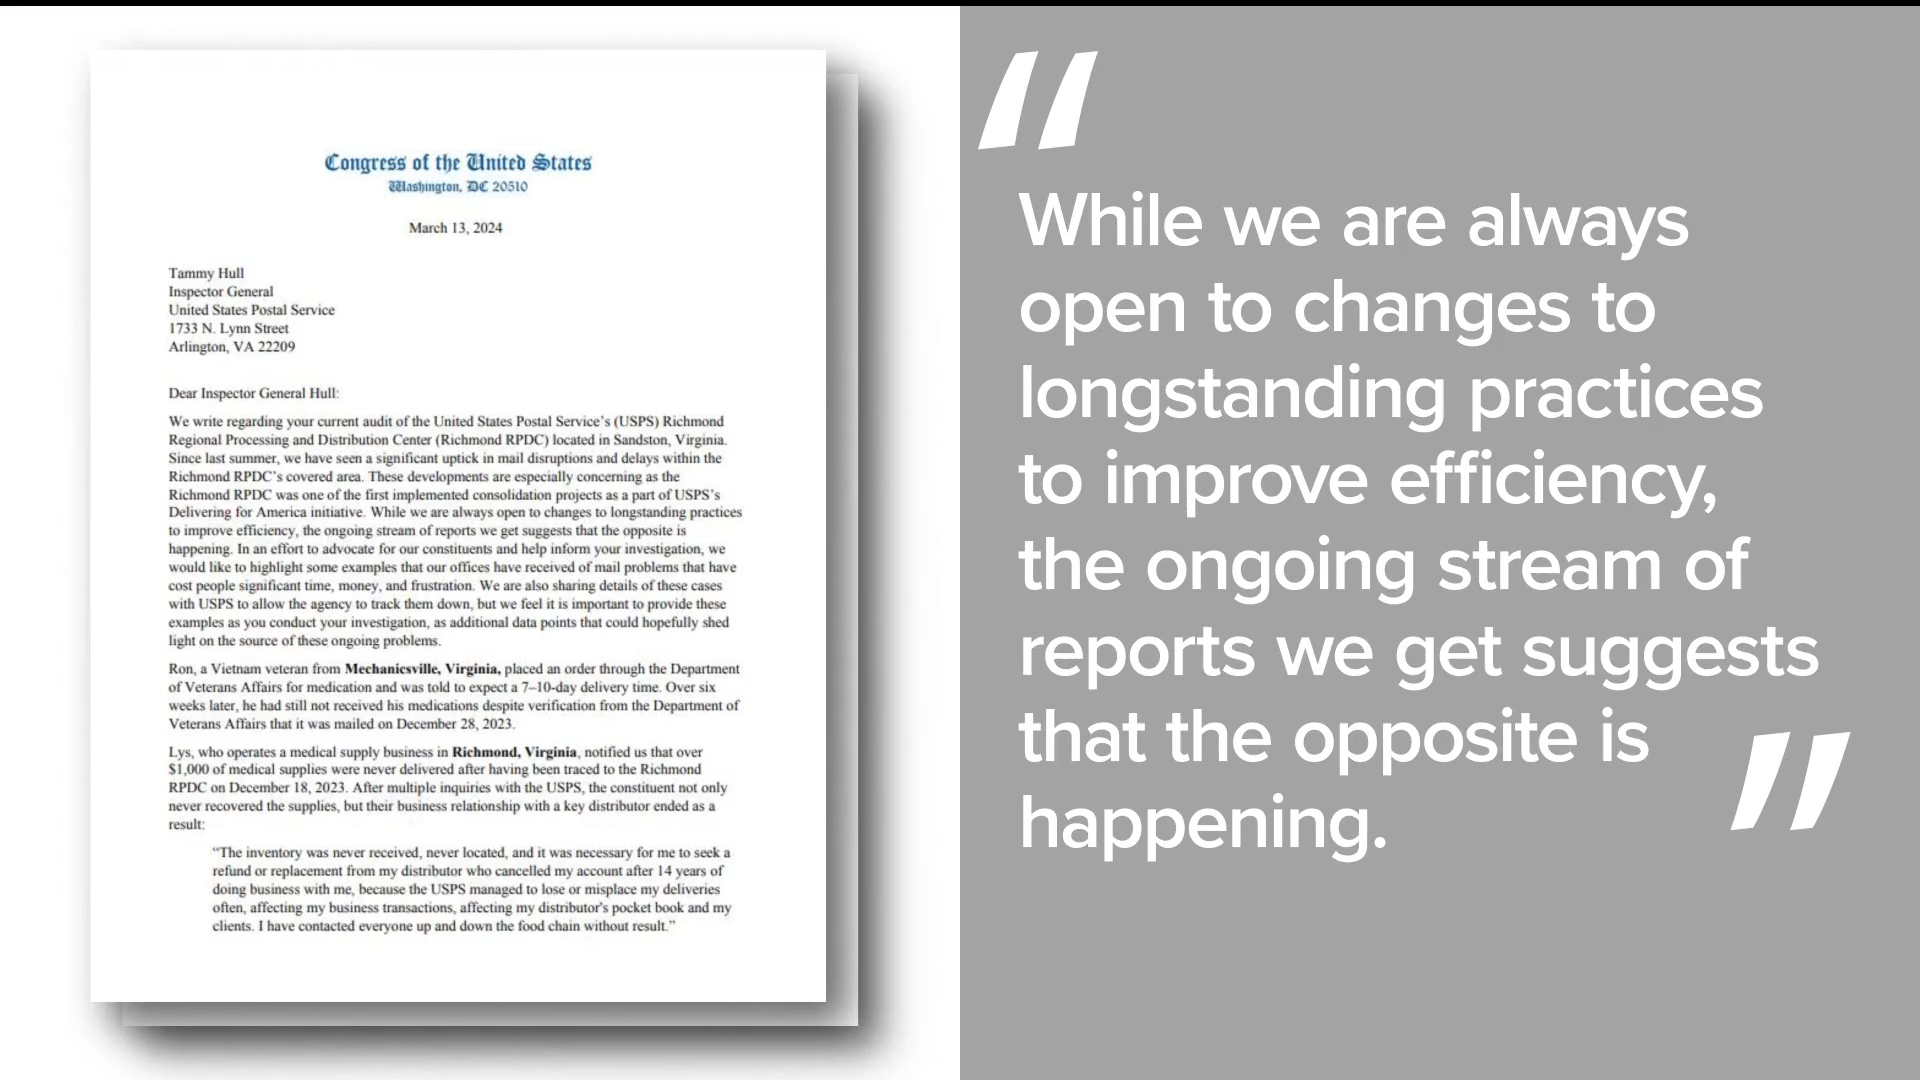 Congress of the United States
Washington, DC 20510
March 13, 2024
Tammy Hull
Inspector General
United States Postal Service
1733 N. Lynn Street
Arlington, VA 22209
Dear Inspector General Hull:
We write regarding your current audit of the United States Postal Service's (USPS) Richmond
Regional Processing and Distribution Center (Richmond RPDC) located in Sandston, Virginia.
Since last summer, we have seen a significant uptick in mail disruptions and delays within the
Richmond RPDC's covered area. These developments are especially concerning as the
Richmond RPDC was one of the first implemented consolidation projects as a part of USPS's
Delivering for America initiative. While we are always open to changes to longstanding practices
to improve efficiency, the ongoing stream of reports we get suggests that the opposite is
happening. In an effort to advocate for our constituents and help inform your investigation, we
would like to highlight some examples that our offices have received of mail problems that have
cost people significant time, money, and frustration. We are also sharing details of these cases
with USPS to allow the agency to track them down, but we feel it is important to provide these
examples as you conduct your investigation, as additional data points that could hopefully shed
light on the source of these ongoing problems.
Ron, a Vietnam veteran from Mechanicsville, Virginia, placed an order through the Department
of Veterans Affairs for medication and was told to expect a 7–10-day delivery time. Over six
weeks later, he had still not received his medications despite verification from the Department of
Veterans Affairs that it was mailed on December 28, 2023.
Lys, who operates a medical supply business in Richmond, Virginia, notified us that over
$1,000 of medical supplies were never delivered after having been traced to the Richmond
RPDC on December 18, 2023. After multiple inquiries with the USPS, the constituent not only
never recovered the supplies, but their business relationship with a key distributor ended as a
result:
“The inventory was never received, never located, and it was necessary for me to seek a
refund or replacement from my distributor who cancelled my account after 14 years of
doing business with me, because the USPS managed to lose or misplace my deliveries
often, affecting my business transactions, affecting my distributor's pocket book and my
clients. I have contacted everyone up and down the food chain without result.”
“
While we are always
open to changes to
longstanding practices
to improve efficiency,
the ongoing stream of
reports we get suggests
that the opposite is
happening.
”